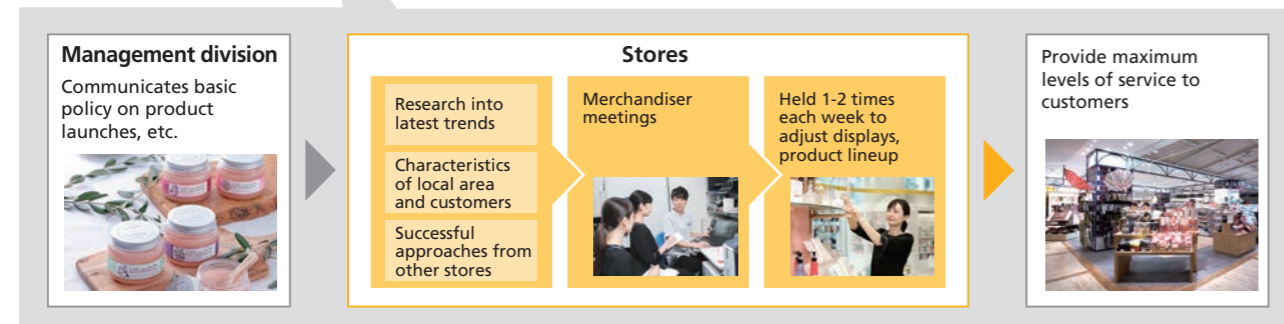 Management division
Communicates basic
policy on product
launches, etc.
Stores
Research into
latest trends
Characteristics
of local area
and customers
Successful
approaches from
other stores
Merchandiser
meetings
Held 1-2 times
each week to
adjust displays,
product lineup
Provide maximum
levels of service to
customers